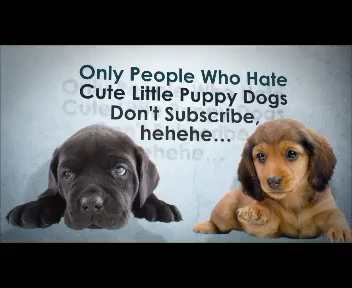 Only People Who Hate
Cute Little Puppy Dogs
Don't Subscribe,
hehehe...